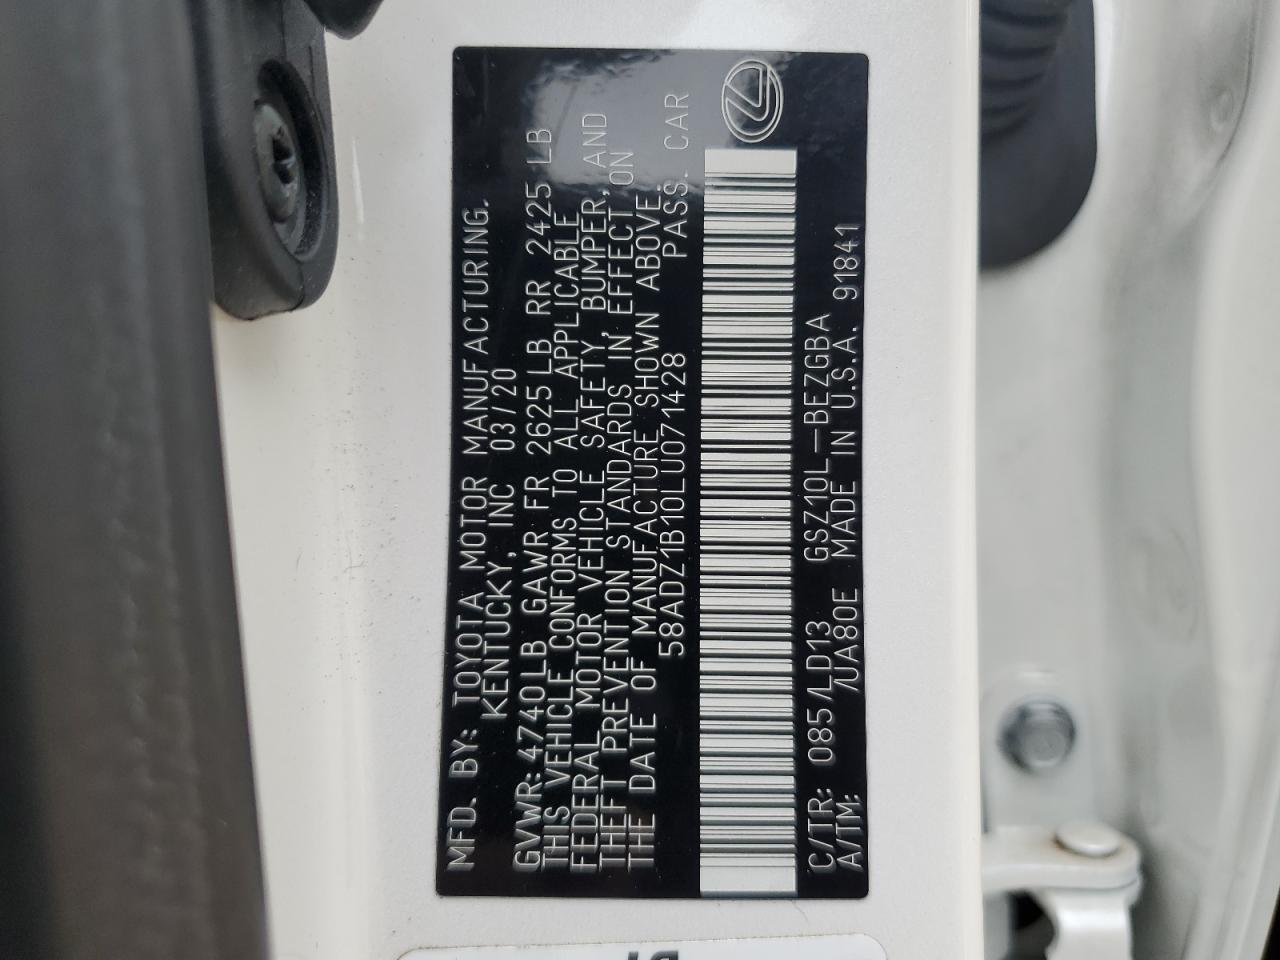 MFD. BY: TOYOTA MOTOR MANUFACTURING.
KENTUCKY, INC 03/20
GVWR: 4740LB GAWR FR 2625LB RR 2425 LB
THIS VEHICLE CONFORMS TO ALL APPLICABLE
FEDERAL MOTOR VEHICLE SAFETY, BUMPER, AND
THEFT PREVENTION STANDARDS IN EFFECT ON
THE DATE OF MANUFACTURE SHOWN ABOVE.
58ADZ1B10LU071428 PASS. CAR
C/TR: 085/LD13 GSZ10L-BEZGBA
A/TM: /UA80E MADE IN U.S.A. 91841